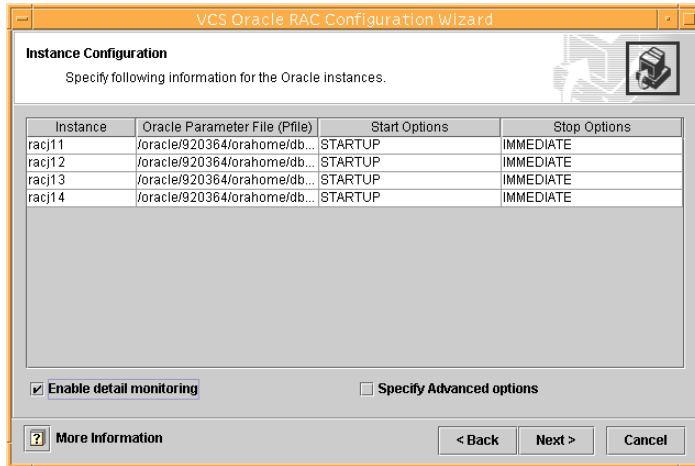 VCS Oracle RAC Configuration Wizard
Instance Configuration
Specify following information for the Oracle instances.
Instance Oracle Parameter File (Pfile) Start Options Stop Options
racj11 /oracle/920364/orahome/db... STARTUP IMMEDIATE
racj12 /oracle/920364/orahome/db... STARTUP IMMEDIATE
racj13 /oracle/920364/orahome/db... STARTUP IMMEDIATE
racj14 /oracle/920364/orahome/db... STARTUP IMMEDIATE
Enable detail monitoring Specify Advanced options
? More Information < Back Next > Cancel